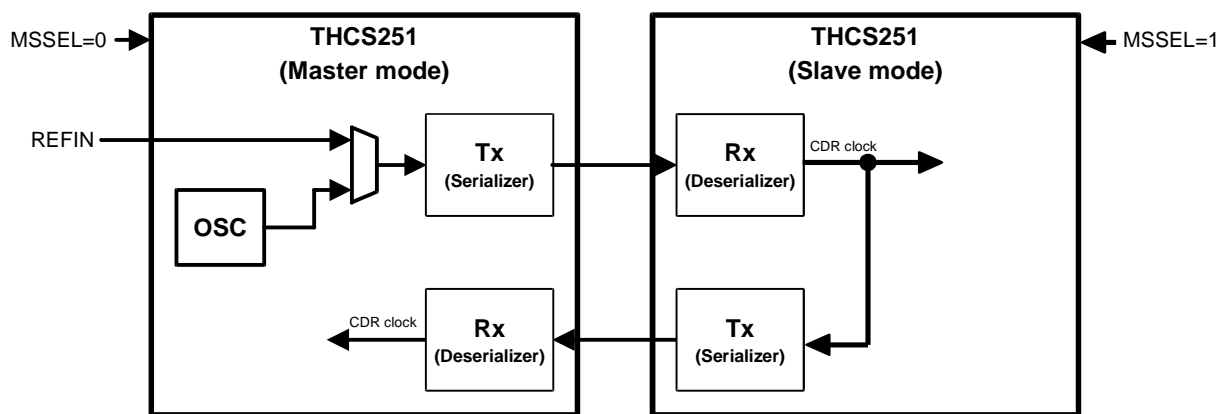 MSSEL=0
THCS251
(Master mode)
THCS251
(Slave mode)
MSSEL=1
REFIN
OSC
Tx
(Serializer)
Rx
(Deserializer)
CDR clock
CDR clock
Rx
(Deserializer)
Tx
(Serializer)